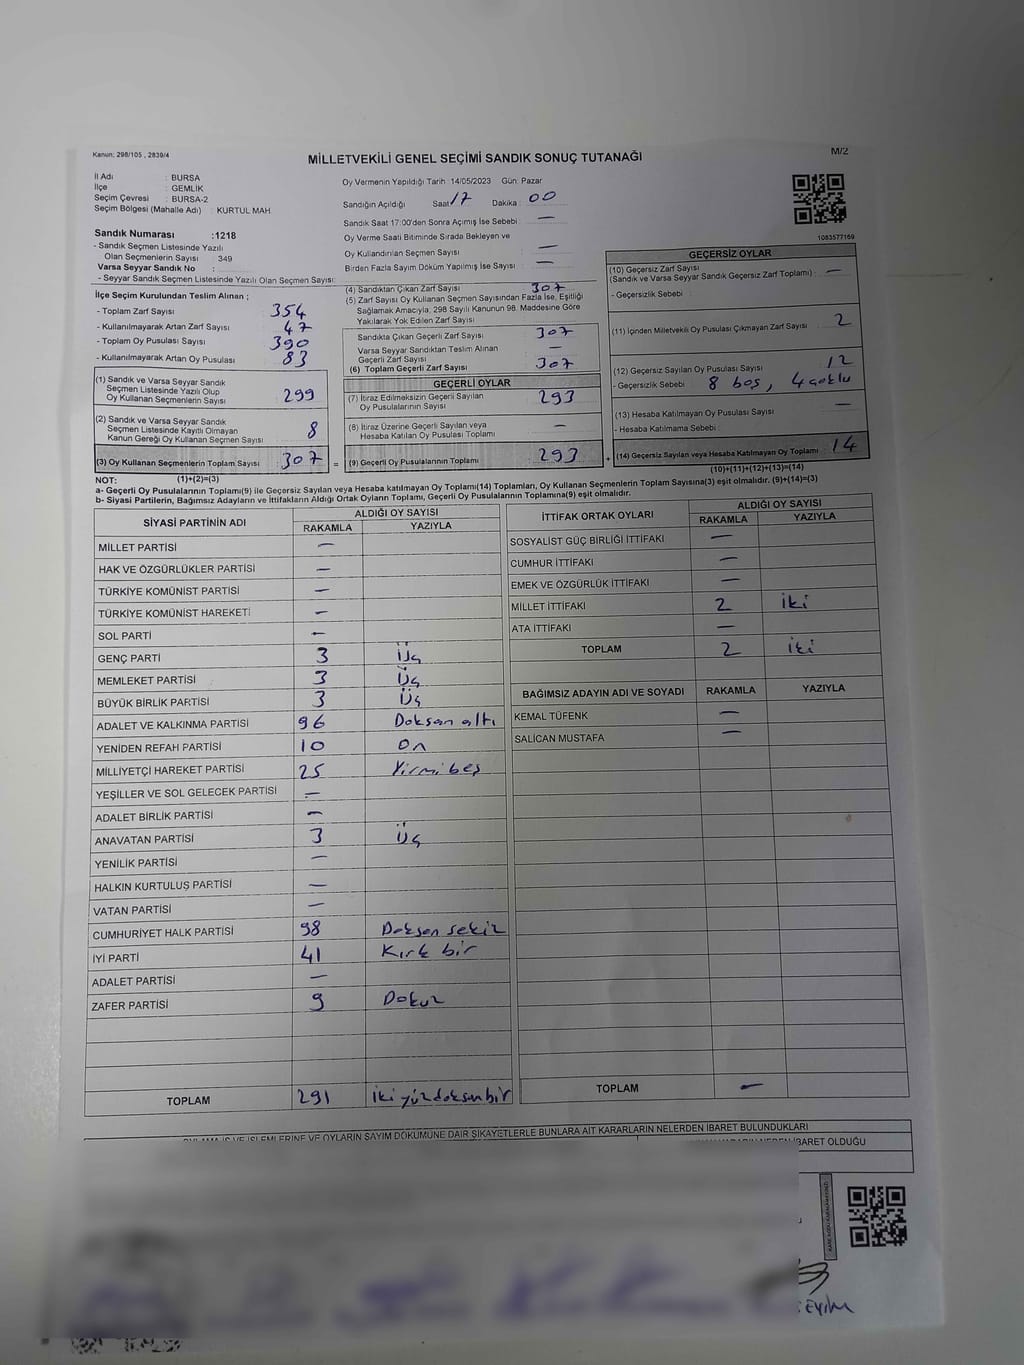 Kanun: 298/105 , 2839/4
MİLLETVEKİLİ GENEL SEÇİMİ SANDIK SONUÇ TUTANAĞI
M/2
İl Adı : BURSA
İlçe : GEMLİK
Seçim Çevresi : BURSA-2
Seçim Bölgesi (Mahalle Adı) : KURTUL MAH.
Sandık Numarası :1218
- Sandık Seçmen Listesinde Yazılı
Olan Seçmenlerin Sayısı : 349
Varsa Seyyar Sandık No :
- Seyyar Sandık Seçmen Listesinde Yazılı Olan Seçmen Sayısı:
Oy Vermenin Yapıldığı Tarih 14/05/2023 Gün: Pazar
Sandığın Açıldığı Saat: 17 Dakika: 00
Sandık Saat 17:00'den Sonra Açılmış İse Sebebi : —
Oy Verme Saati Bitiminde Sırada Bekleyen ve
Oy Kullandırılan Seçmen Sayısı : —
Birden Fazla Sayım Döküm Yapılmış İse Sayısı : —
1083577169
İlçe Seçim Kurulundan Teslim Alınan ;
- Toplam Zarf Sayısı : 354
- Kullanılmayarak Artan Zarf Sayısı : 47
- Toplam Oy Pusulası Sayısı : 390
- Kullanılmayarak Artan Oy Pusulası : 83
(1) Sandık ve Varsa Seyyar Sandık
Seçmen Listesinde Yazılı Olup
Oy Kullanan Seçmenlerin Sayısı : 299
(2) Sandık ve Varsa Seyyar Sandık
Seçmen Listesinde Kayıtlı Olmayan
Kanun Gereği Oy Kullanan Seçmen Sayısı : 8
(3) Oy Kullanan Seçmenlerin Toplam Sayısı : 307
(1)+(2)=(3)
(4) Sandıktan Çıkan Zarf Sayısı : 307
(5) Zarf Sayısı Oy Kullanan Seçmen Sayısından Fazla İse, Eşitliği
Sağlamak Amacıyla, 298 Sayılı Kanunun 98. Maddesine Göre
Yakılarak Yok Edilen Zarf Sayısı :
Sandıkta Çıkan Geçerli Zarf Sayısı : 307
Varsa Seyyar Sandıktan Teslim Alınan
Geçerli Zarf Sayısı : —
(6) Toplam Geçerli Zarf Sayısı : 307
GEÇERLİ OYLAR
(7) İtiraz Edilmeksizin Geçerli Sayılan
Oy Pusulalarının Sayısı : 293
(8) İtiraz Üzerine Geçerli Sayılan veya
Hesaba Katılan Oy Pusulası Toplamı : —
= (9) Geçerli Oy Pusulalarının Toplamı : 293
GEÇERSİZ OYLAR
(10) Geçersiz Zarf Sayısı
(Sandık ve Varsa Seyyar Sandık Geçersiz Zarf Toplamı) : —
- Geçersizlik Sebebi :
(11) İçinden Milletvekili Oy Pusulası Çıkmayan Zarf Sayısı : 2
(12) Geçersiz Sayılan Oy Pusulası Sayısı : 12
- Geçersizlik Sebebi : 8 boş, 4 çoklu
(13) Hesaba Katılmayan Oy Pusulası Sayısı : —
- Hesaba Katılmama Sebebi :
+ (14) Geçersiz Sayılan veya Hesaba Katılmayan Oy Toplamı : 14
(10)+(11)+(12)+(13)=(14)
NOT:
a- Geçerli Oy Pusulalarının Toplamı(9) ile Geçersiz Sayılan veya Hesaba katılmayan Oy Toplamı(14) Toplamları, Oy Kullanan Seçmenlerin Toplam Sayısına(3) eşit olmalıdır. (9)+(14)=(3)
b- Siyasi Partilerin, Bağımsız Adayların ve İttifakların Aldığı Ortak Oyların Toplamı, Geçerli Oy Pusulalarının Toplamına(9) eşit olmalıdır.
SİYASİ PARTİNİN ADI ALDIĞI OY SAYISI
RAKAMLA YAZIYLA
MİLLET PARTİSİ —
HAK VE ÖZGÜRLÜKLER PARTİSİ —
TÜRKİYE KOMÜNİST PARTİSİ —
TÜRKİYE KOMÜNİST HAREKETİ —
SOL PARTİ —
GENÇ PARTİ 3 Üç
MEMLEKET PARTİSİ 3 Üç
BÜYÜK BİRLİK PARTİSİ 3 Üç
ADALET VE KALKINMA PARTİSİ 96 Doksan altı
YENİDEN REFAH PARTİSİ 10 On
MİLLİYETÇİ HAREKET PARTİSİ 25 Yirmi beş
YEŞİLLER VE SOL GELECEK PARTİSİ —
ADALET BİRLİK PARTİSİ —
ANAVATAN PARTİSİ 3 Üç
YENİLİK PARTİSİ —
HALKIN KURTULUŞ PARTİSİ —
VATAN PARTİSİ —
CUMHURİYET HALK PARTİSİ 98 Doksan sekiz
İYİ PARTİ 41 Kırk bir
ADALET PARTİSİ —
ZAFER PARTİSİ 9 Dokuz
TOPLAM 291 İki yüz doksan bir
İTTİFAK ORTAK OYLARI ALDIĞI OY SAYISI
RAKAMLA YAZIYLA
SOSYALİST GÜÇ BİRLİĞİ İTTİFAKI —
CUMHUR İTTİFAKI —
EMEK VE ÖZGÜRLÜK İTTİFAKI —
MİLLET İTTİFAKI 2 iki
ATA İTTİFAKI —
TOPLAM 2 iki
BAĞIMSIZ ADAYIN ADI VE SOYADI RAKAMLA YAZIYLA
KEMAL TÜFENK —
SALİCAN MUSTAFA —
TOPLAM —
OYLAMA İŞ VE İŞLEMLERİNE VE OYLARIN SAYIM DÖKÜMÜNE DAİR ŞİKAYETLERLE BUNLARA AİT KARARLARIN NELERDEN İBARET BULUNDUKLARI
İBARET OLDUĞU